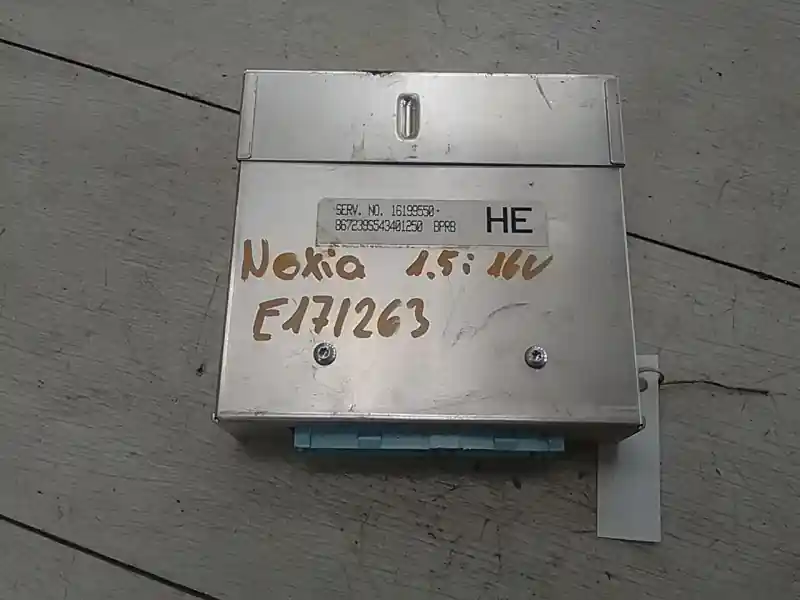 SERV. NO. 16199550-
8672395543401250 BPRB
HE
Nexia 1.5i 16V
E171263